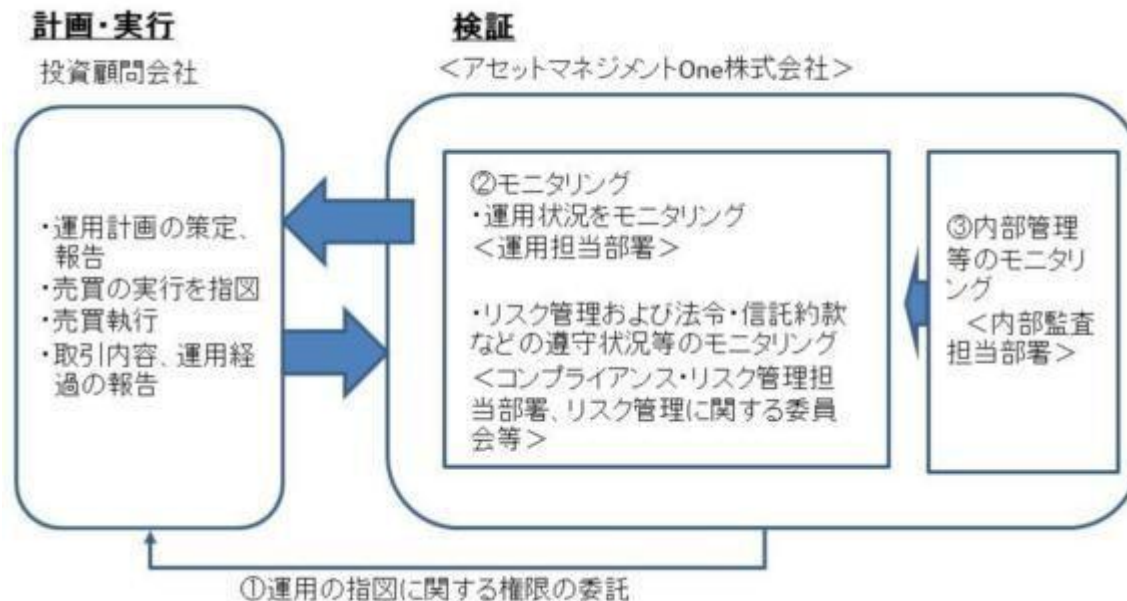 計画・実行
投資顧問会社
・運用計画の策定、
報告
・売買の実行を指図
・売買執行
・取引内容、運用経
過の報告
検証
＜アセットマネジメントOne株式会社＞
②モニタリング
・運用状況をモニタリング
＜運用担当部署＞
・リスク管理および法令・信託約款
などの遵守状況等のモニタリング
＜コンプライアンス・リスク管理担
当部署、リスク管理に関する委員
会等＞
③内部管理
等のモニタリ
ング
＜内部監査
担当部署＞
①運用の指図に関する権限の委託